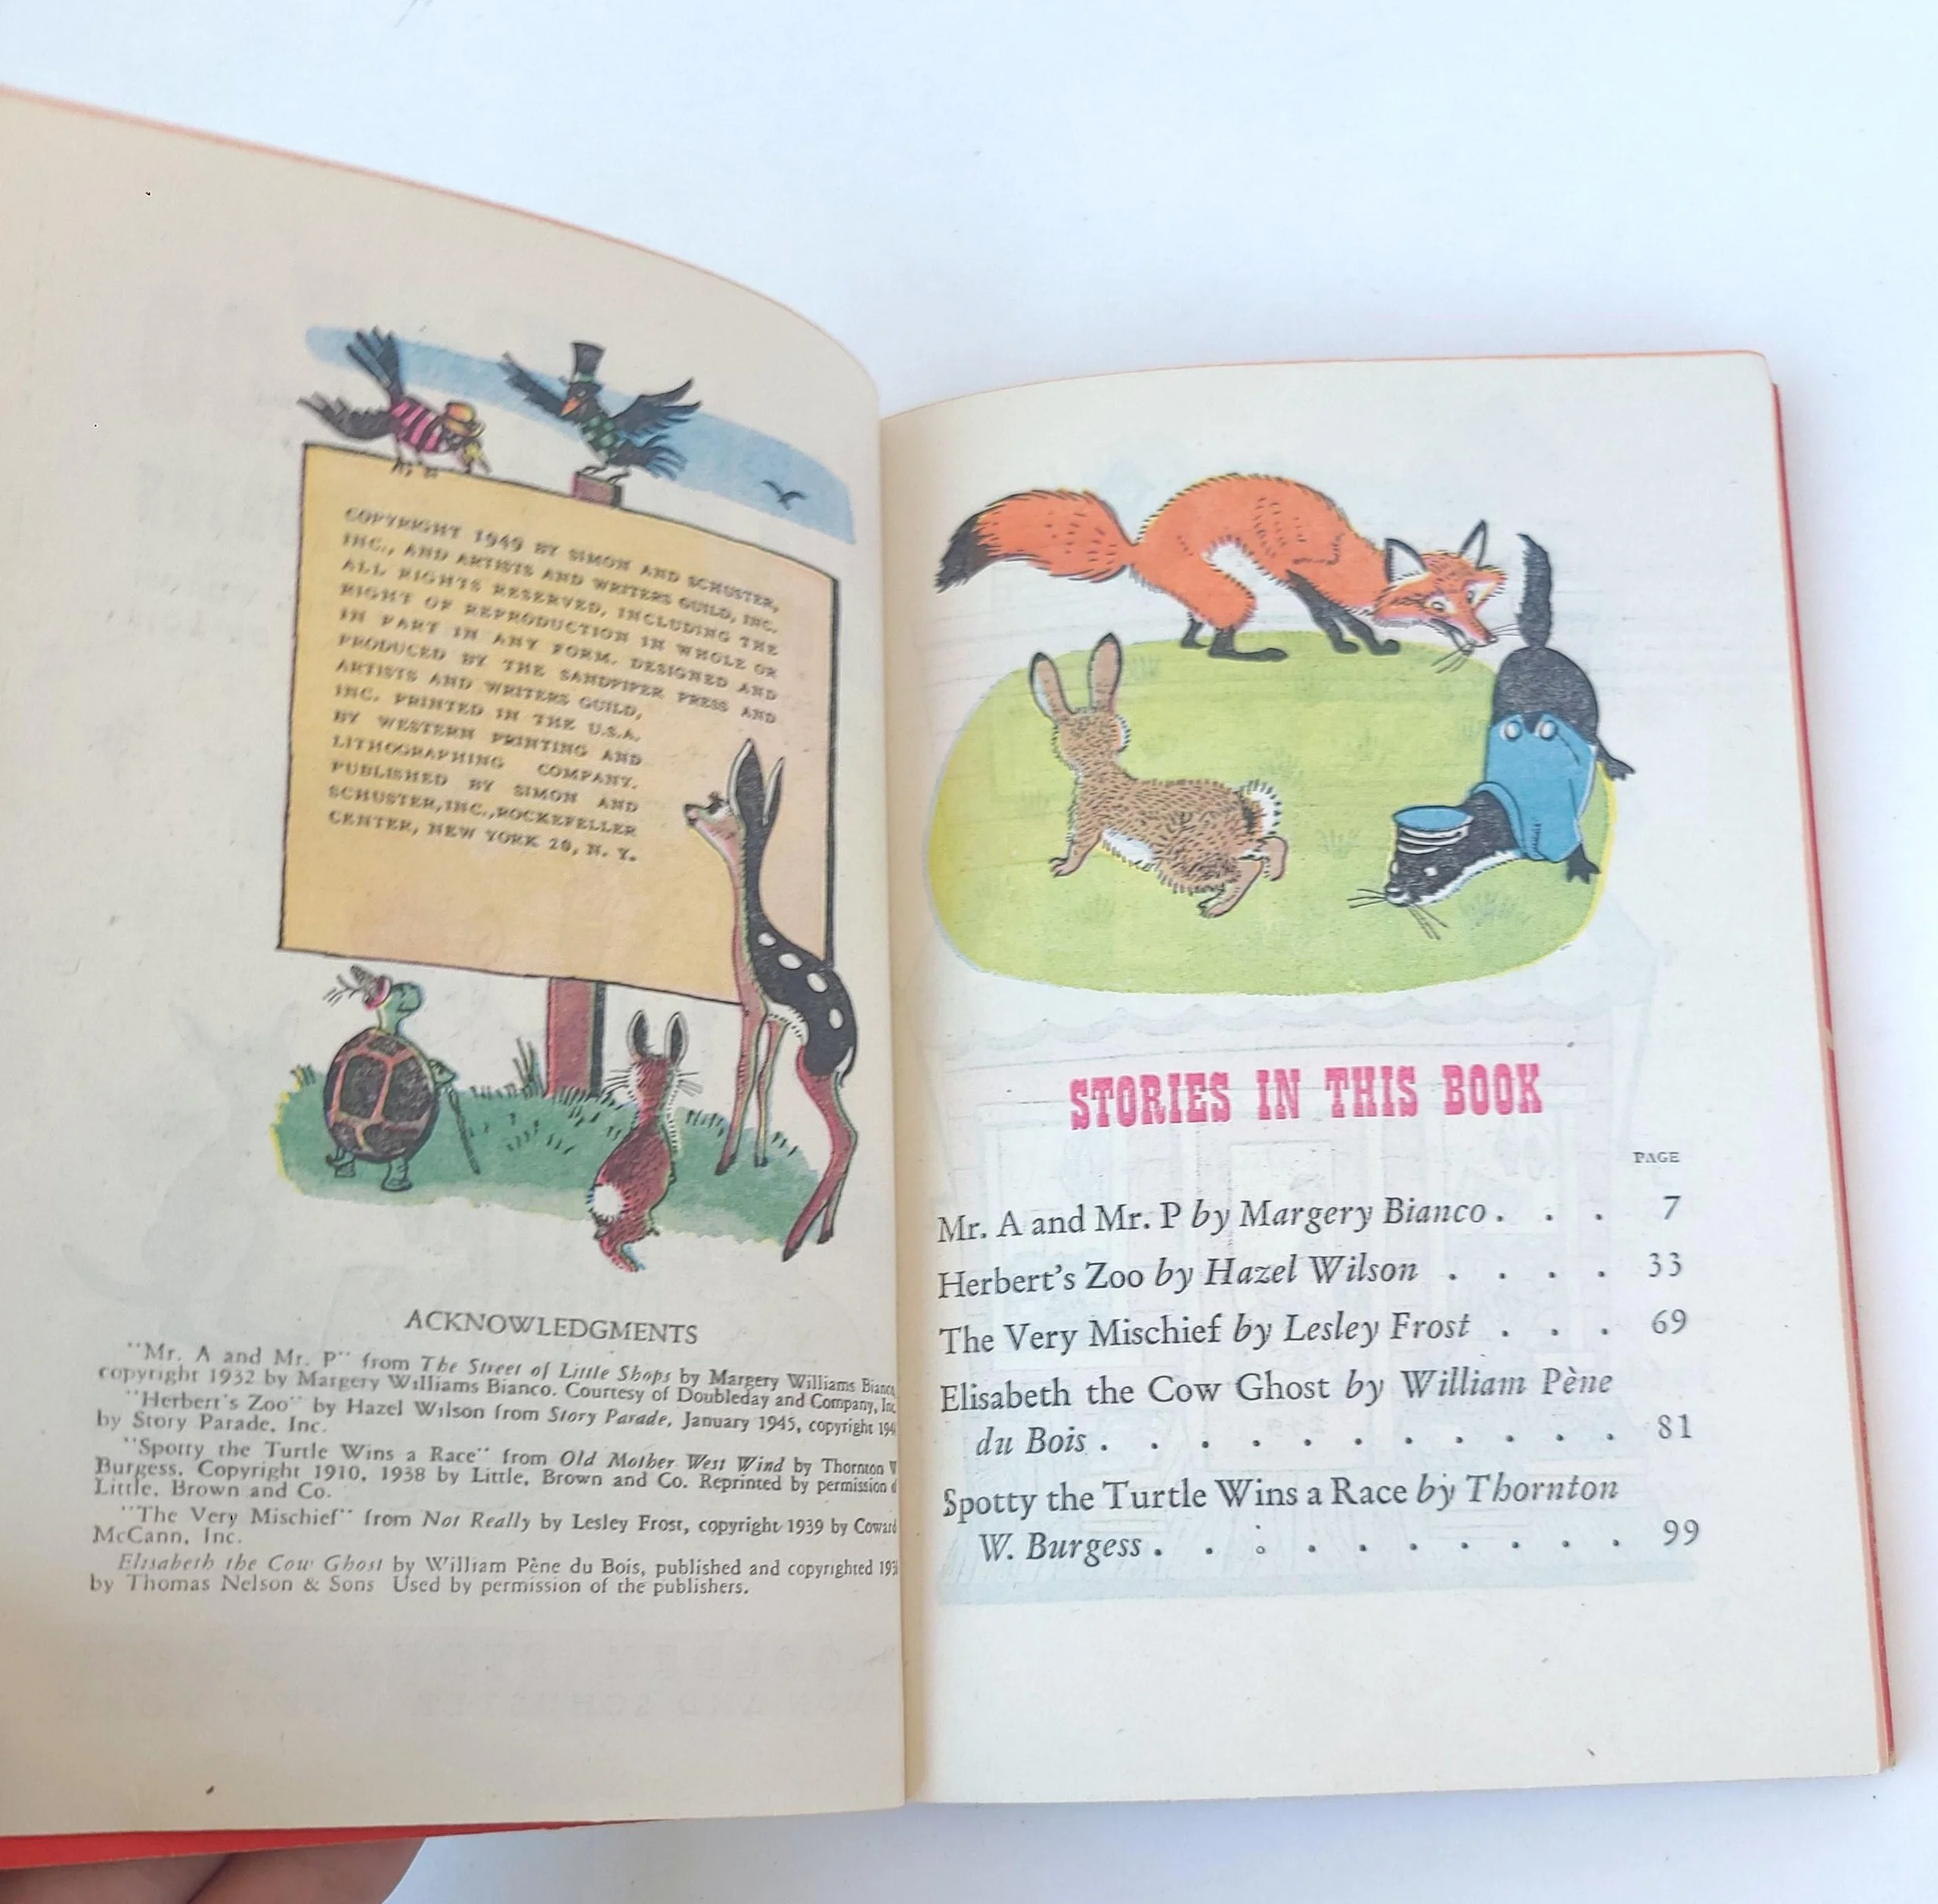 COPYRIGHT 1949 BY SIMON AND SCHUSTER,
INC., AND ARTISTS AND WRITERS GUILD, INC.
ALL RIGHTS RESERVED, INCLUDING THE
RIGHT OF REPRODUCTION IN WHOLE OR
IN PART IN ANY FORM. DESIGNED AND
PRODUCED BY THE SANDPIPER PRESS AND
ARTISTS AND WRITERS GUILD,
INC. PRINTED IN THE U.S.A.
BY WESTERN PRINTING AND
LITHOGRAPHING COMPANY.
PUBLISHED BY SIMON AND
SCHUSTER, INC., ROCKEFELLER
CENTER, NEW YORK 20, N. Y.
ACKNOWLEDGMENTS
"Mr. A and Mr. P" from The Street of Little Shops by Margery Williams Bianco,
copyright 1932 by Margery Williams Bianco. Courtesy of Doubleday and Company, Inc.
"Herbert's Zoo" by Hazel Wilson from Story Parade, January 1945, copyright 194
by Story Parade, Inc.
"Spotty the Turtle Wins a Race" from Old Mother West Wind by Thornton W
Burgess. Copyright 1910, 1938 by Little, Brown and Co. Reprinted by permission o
Little, Brown and Co.
"The Very Mischief" from Not Really by Lesley Frost, copyright 1939 by Coward
McCann, Inc.
Elisabeth the Cow Ghost by William Pène du Bois, published and copyrighted 193
by Thomas Nelson & Sons Used by permission of the publishers.
STORIES IN THIS BOOK
PAGE
Mr. A and Mr. P by Margery Bianco . . . 7
Herbert's Zoo by Hazel Wilson . . . . 33
The Very Mischief by Lesley Frost . . . 69
Elisabeth the Cow Ghost by William Pène
du Bois . . . . . . . . . . . 81
Spotty the Turtle Wins a Race by Thornton
W. Burgess . . . . . . . . . . 99